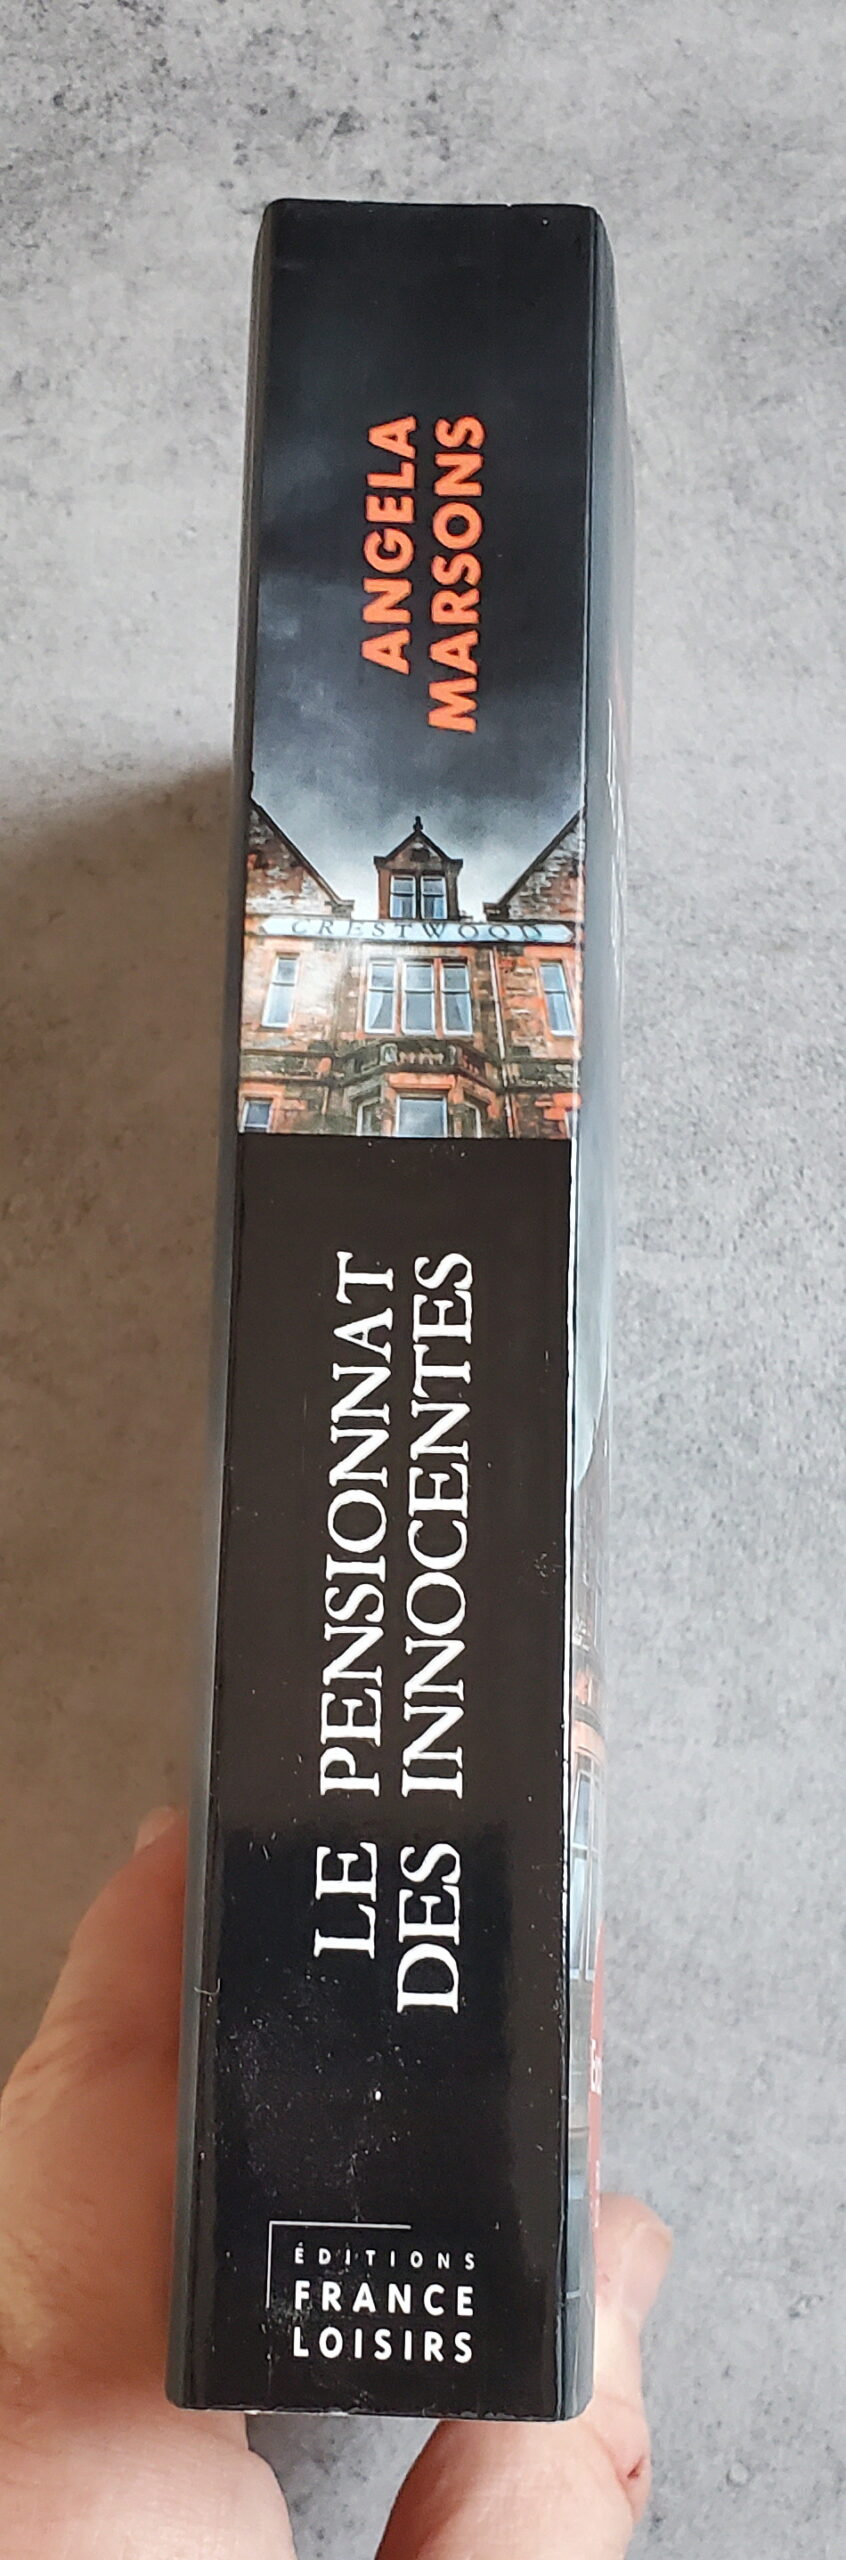 ANGELA
MARSONS
CRESTWOOD
LE PENSIONNAT
DES INNOCENTES
ÉDITIONS
FRANCE
LOISIRS